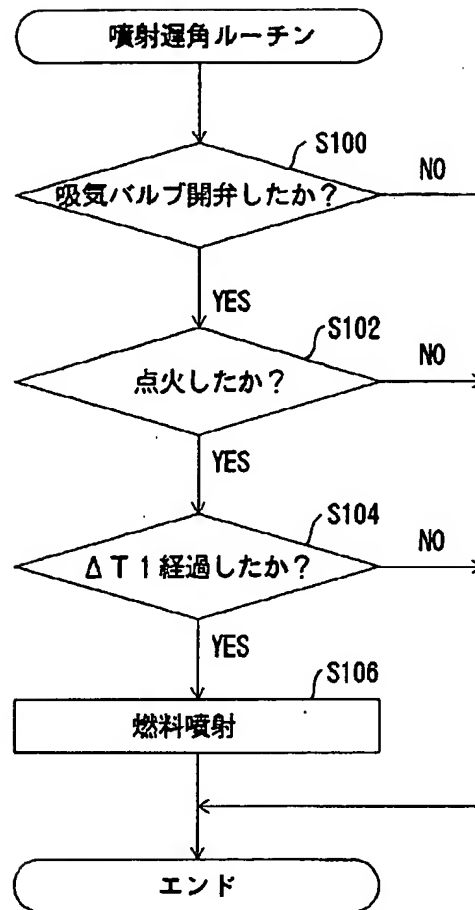 噴射遅角ルーチン
S100
吸気バルブ開弁したか？
NO
YES
S102
点火したか？
NO
YES
S104
ΔT1経過したか？
NO
YES
S106
燃料噴射
エンド